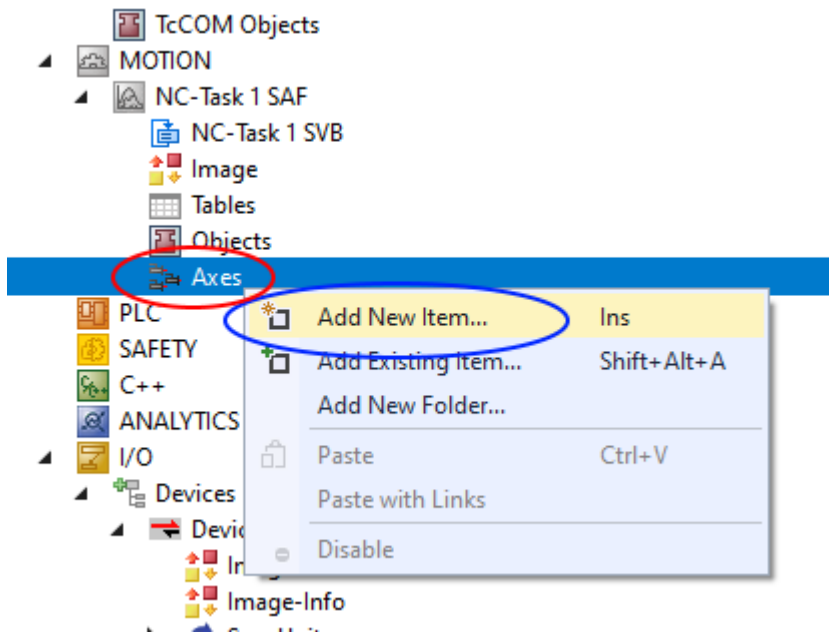 TcCOM Objects
MOTION
NC-Task 1 SAF
NC-Task 1 SVB
Image
Tables
Objects
Axes
PLC
SAFETY
C++
ANALYTICS
I/O
Devices
Image-Info
Add New Item... Ins
Add Existing Item... Shift+Alt+A
Add New Folder...
Paste Ctrl+V
Paste with Links
Disable